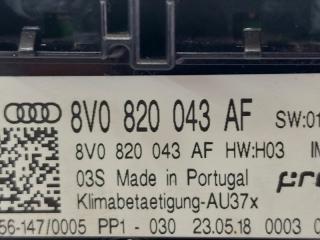 8V0 820 043 AF SW:01
8V0 820 043 AF HW:H03
03S Made in Portugal
Klimabetaetigung-AU37x
56-147/0005 PP1 - 030 23.05.18 0003